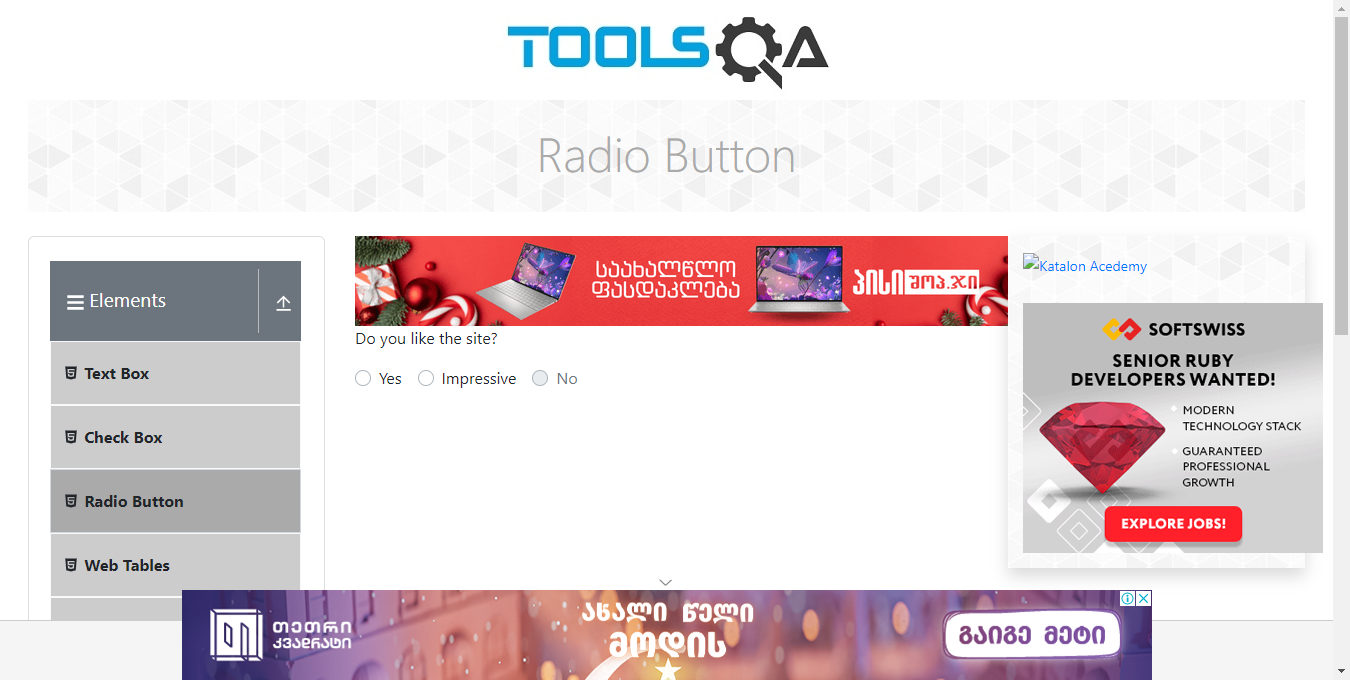 TOOLSQA
Radio Button
Elements
Text Box
Check Box
Radio Button
Web Tables
საახალწლო
ფასდაკლება
პისიშოპ.ჯი
Do you like the site?
Yes
Impressive
No
Katalon Acedemy
SOFTSWISS
SENIOR RUBY
DEVELOPERS WANTED!
MODERN
TECHNOLOGY STACK
GUARANTEED
PROFESSIONAL
GROWTH
EXPLORE JOBS!
თეთრი
კვადრატი
ახალი წელი
მოდის
გაიგე მეტი